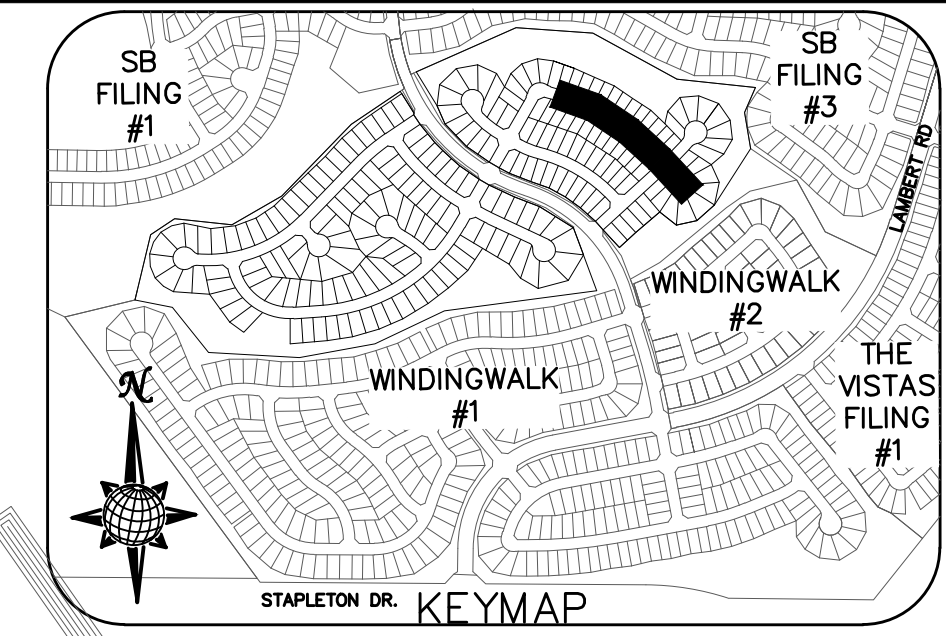 SB
FILING
#1
SB
FILING
#3
LAMBERT RD
WINDINGWALK
#2
THE
VISTAS
FILING
#1
WINDINGWALK
#1
N
STAPLETON DR.
KEYMAP